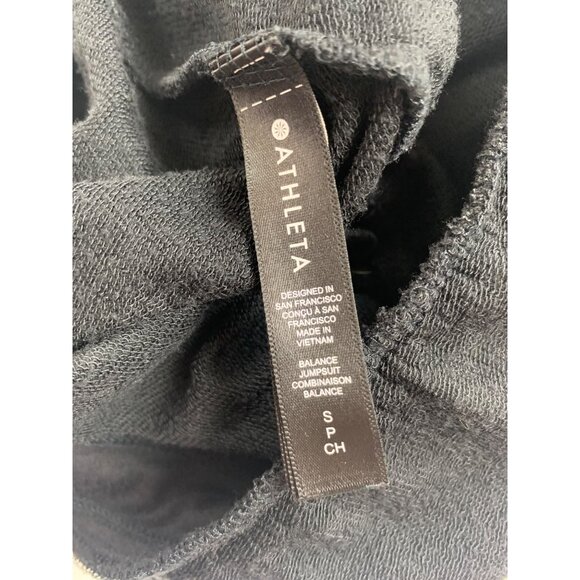 ATHLETA
DESIGNED IN
SAN FRANCISCO
CONÇU À SAN
FRANCISCO
MADE IN
VIETNAM
BALANCE
JUMPSUIT
COMBINAISON
BALANCE
S
P
CH